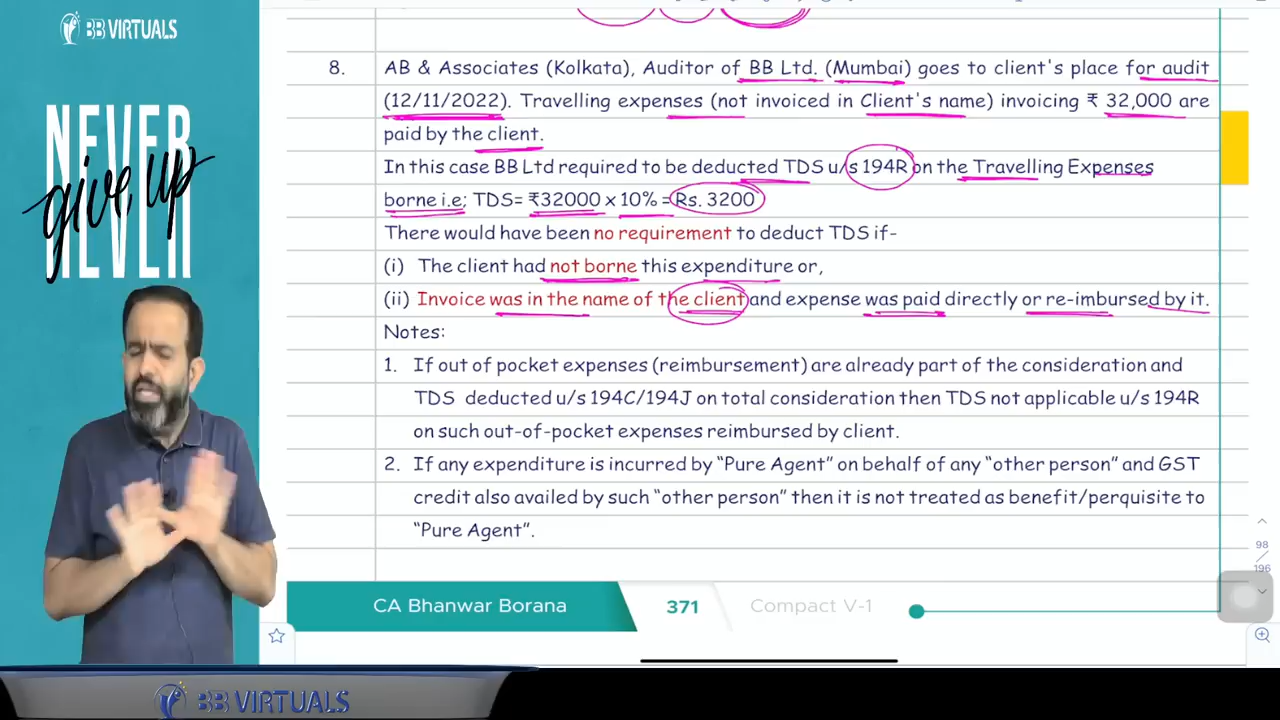 BB VIRTUALS
NEVER
give up
NEVER
8. AB & Associates (Kolkata), Auditor of BB Ltd. (Mumbai) goes to client's place for audit
(12/11/2022). Travelling expenses (not invoiced in Client's name) invoicing ₹ 32,000 are
paid by the client.
In this case BB Ltd required to be deducted TDS u/s 194R on the Travelling Expenses
borne i.e; TDS= ₹32000 x 10% = Rs. 3200
There would have been no requirement to deduct TDS if-
(i) The client had not borne this expenditure or,
(ii) Invoice was in the name of the client and expense was paid directly or re-imbursed by it.
Notes:
1. If out of pocket expenses (reimbursement) are already part of the consideration and
TDS deducted u/s 194C/194J on total consideration then TDS not applicable u/s 194R
on such out-of-pocket expenses reimbursed by client.
2. If any expenditure is incurred by “Pure Agent” on behalf of any “other person” and GST
credit also availed by such “other person” then it is not treated as benefit/perquisite to
“Pure Agent”.
98
196
CA Bhanwar Borana 371 Compact V-1
BB VIRTUALS